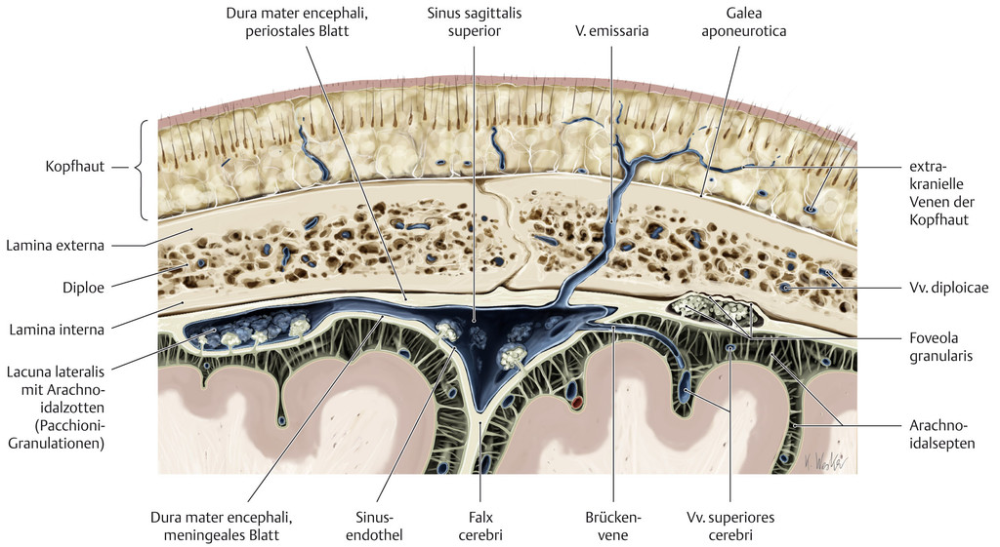 Dura mater encephali,
periostales Blatt
Sinus sagittalis
superior
V. emissaria
Galea
aponeurotica
Kopfhaut
Lamina externa
Diploe
Lamina interna
Lacuna lateralis
mit Arachno-
idalzotten
(Pacchioni-
Granulationen)
extra-
kranielle
Venen der
Kopfhaut
Vv. diploicae
Foveola
granularis
Arachno-
idalsepten
K. Wesker
Dura mater encephali,
meningeales Blatt
Sinus-
endothel
Falx
cerebri
Brücken-
vene
Vv. superiores
cerebri